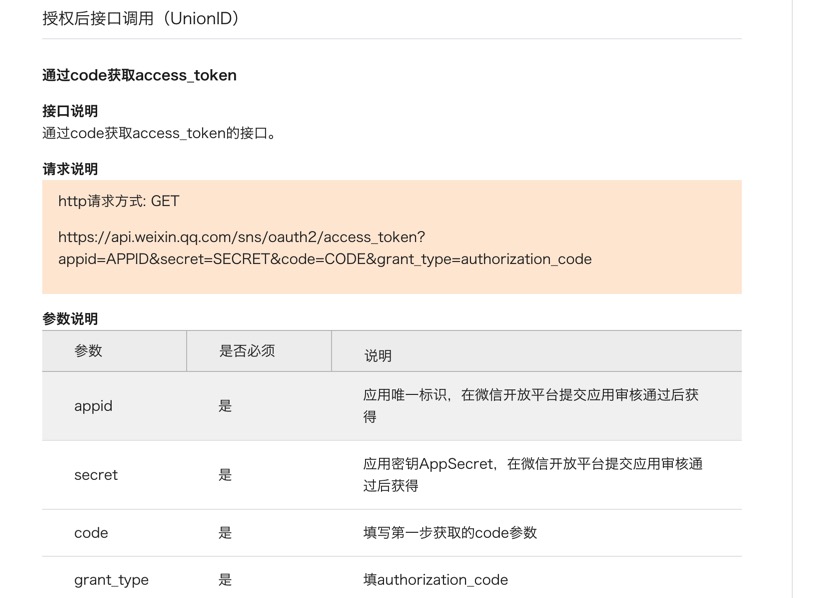 授权后接口调用（UnionID）
通过code获取access_token
接口说明
通过code获取access_token的接口。
请求说明
http请求方式: GET
https://api.weixin.qq.com/sns/oauth2/access_token?
appid=APPID&secret=SECRET&code=CODE&grant_type=authorization_code
参数说明
参数 是否必须 说明
appid 是 应用唯一标识，在微信开放平台提交应用审核通过后获
得
secret 是 应用密钥AppSecret，在微信开放平台提交应用审核通
过后获得
code 是 填写第一步获取的code参数
grant_type 是 填authorization_code